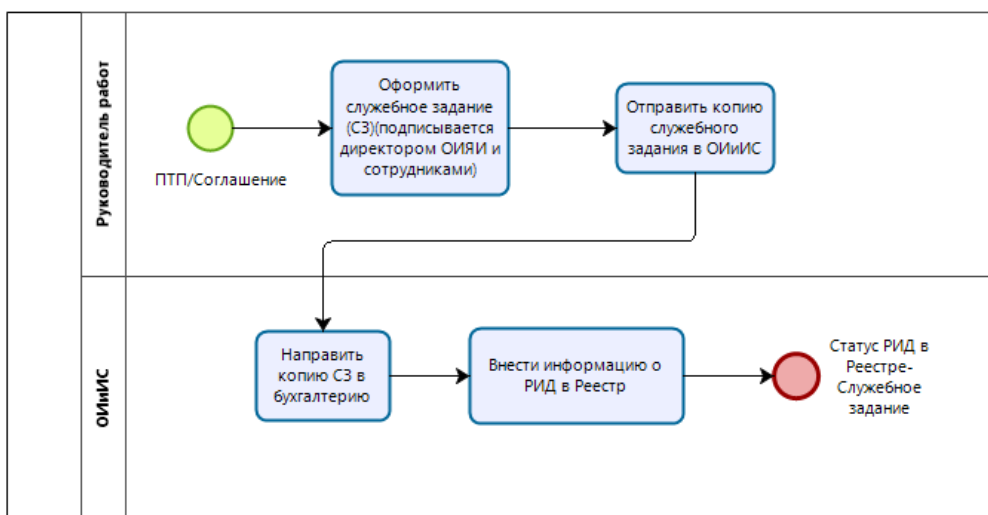 Руководитель работ
ПТП/Соглашение
Оформить
служебное задание
(СЗ)(подписывается
директором ОИЯИ и
сотрудниками)
Отправить копию
служебного
задания в ОИиИС
ОИиИС
Направить
копию СЗ в
бухгалтерию
Внести информацию о
РИД в Реестр
Статус РИД в
Реестре-
Служебное
задание